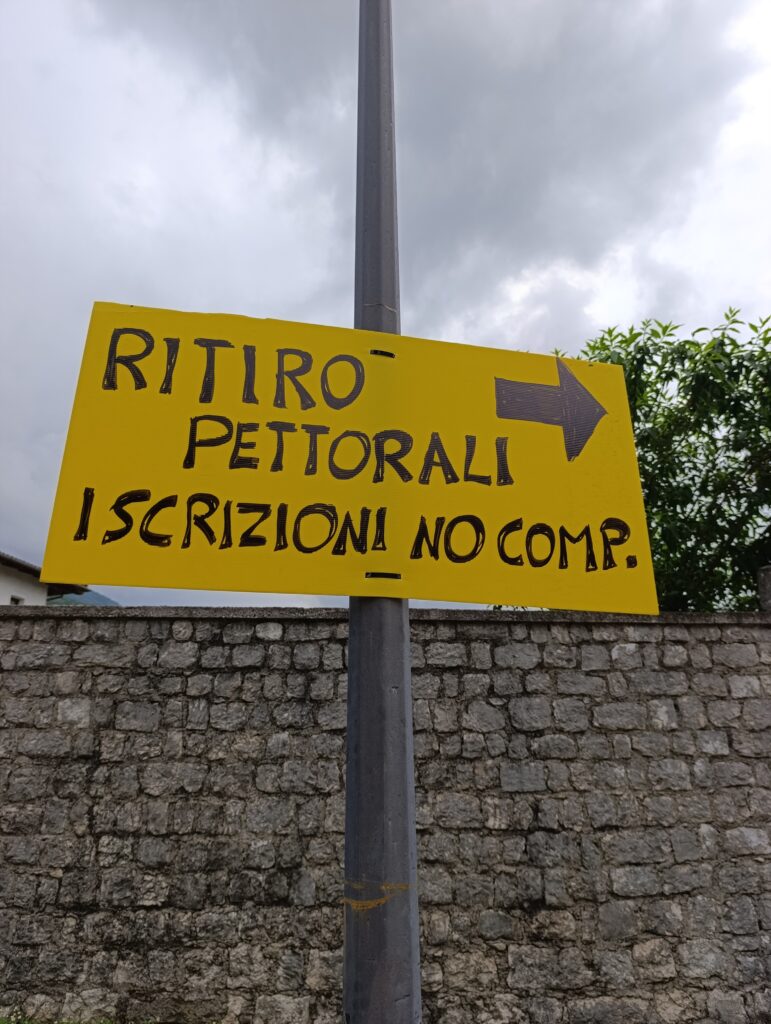 RITIRO
PETTORALI
ISCRIZIONI NO COMP.